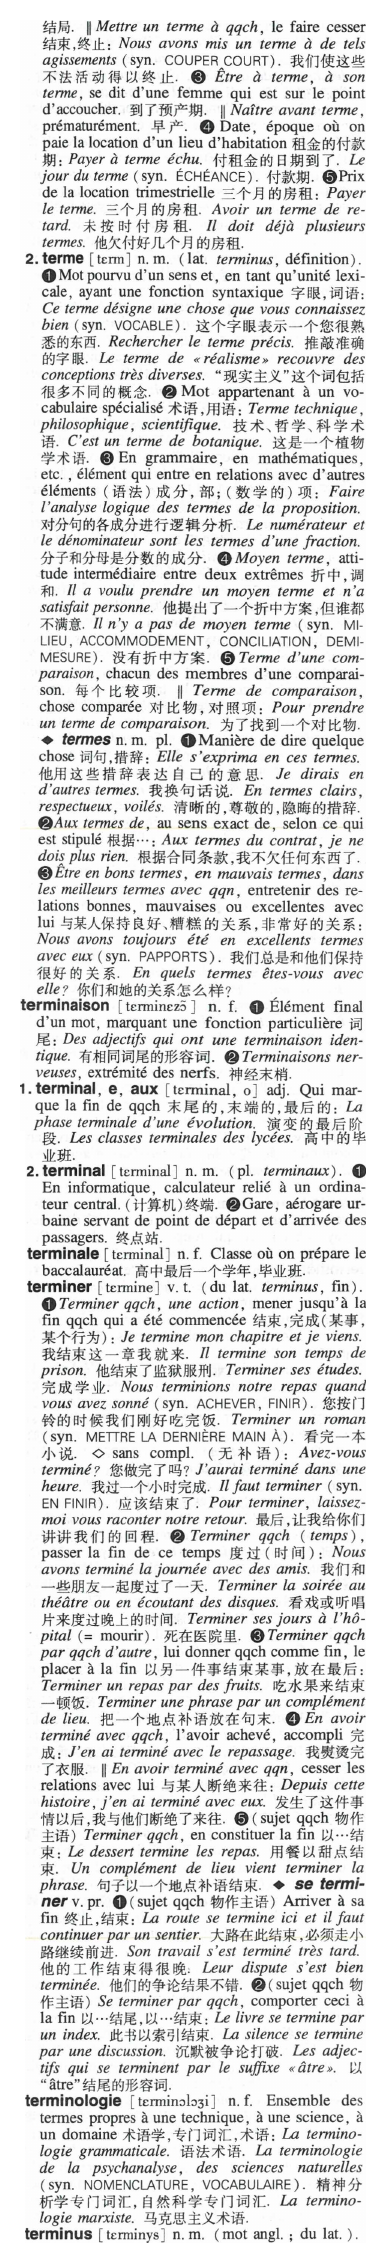 结局. ‖ Mettre un terme à qqch, le faire cesser
结束,终止: Nous avons mis un terme à de tels
agissements (syn. COUPER COURT). 我们使这些
不法活动得以终止. ❸ Être à terme, à son
terme, se dit d'une femme qui est sur le point
d'accoucher. 到了预产期. ‖ Naître avant terme,
prématurément. 早产. ❹ Date, époque où on
paie la location d'un lieu d'habitation 租金的付款
期: Payer à terme échu. 付租金的日期到了. Le
jour du terme (syn. ÉCHÉANCE). 付款期. ❺ Prix
de la location trimestrielle 三个月的房租: Payer
le terme. 三个月的房租. Avoir un terme de re-
tard. 未按时付房租. Il doit déjà plusieurs
termes. 他欠付好几个月的房租.
2. terme [tɛrm] n. m. (lat. terminus, définition).
❶ Mot pourvu d'un sens et, en tant qu'unité lexi-
cale, ayant une fonction syntaxique 字眼,词语:
Ce terme désigne une chose que vous connaissez
bien (syn. VOCABLE). 这个字眼表示一个您很熟
悉的东西. Rechercher le terme précis. 推敲准确
的字眼. Le terme de «réalisme» recouvre des
conceptions très diverses. “现实主义”这个词包括
很多不同的概念. ❷ Mot appartenant à un vo-
cabulaire spécialisé 术语,用语: Terme technique,
philosophique, scientifique. 技术、哲学、科学术
语. C'est un terme de botanique. 这是一个植物
学术语. ❸ En grammaire, en mathématiques,
etc., élément qui entre en relations avec d'autres
éléments (语法)成分,部;(数学的)项: Faire
l'analyse logique des termes de la proposition.
对分句的各成分进行逻辑分析. Le numérateur et
le dénominateur sont les termes d'une fraction.
分子和分母是分数的成分. ❹ Moyen terme, atti-
tude intermédiaire entre deux extrêmes 折中,调
和. Il a voulu prendre un moyen terme et n'a
satisfait personne. 他提出了一个折中方案,但谁都
不满意. Il n'y a pas de moyen terme (syn. MI-
LIEU, ACCOMMODEMENT, CONCILIATION, DEMI-
MESURE). 没有折中方案. ❺ Terme d'une com-
paraison, chacun des membres d'une comparai-
son. 每个比较项. ‖ Terme de comparaison,
chose comparée 对比物,对照项: Pour prendre
un terme de comparaison. 为了找到一个对比物.
◆ termes n. m. pl. ❶ Manière de dire quelque
chose 词句,措辞: Elle s'exprima en ces termes.
他用这些措辞表达自己的意思. Je dirais en
d'autres termes. 我换句话说. En termes clairs,
respectueux, voilés. 清晰的,尊敬的,隐晦的措辞.
❷ Aux termes de, au sens exact de, selon ce qui
est stipulé 根据…: Aux termes du contrat, je ne
dois plus rien. 根据合同条款,我不欠任何东西了.
❸ Être en bons termes, en mauvais termes, dans
les meilleurs termes avec qqn, entretenir des re-
lations bonnes, mauvaises ou excellentes avec
lui 与某人保持良好、糟糕的关系,非常好的关系:
Nous avons toujours été en excellents termes
avec eux (syn. PAPPORTS). 我们总是和他们保持
很好的关系. En quels termes êtes-vous avec
elle? 你们和她的关系怎么样?
terminaison [tɛrminɛzɔ̃] n. f. ❶ Élément final
d'un mot, marquant une fonction particulière 词
尾: Des adjectifs qui ont une terminaison iden-
tique. 有相同词尾的形容词. ❷ Terminaisons ner-
veuses, extrémité des nerfs. 神经末梢.
1. terminal, e, aux [tɛrminal, o] adj. Qui mar-
que la fin de qqch 末尾的,末端的,最后的: La
phase terminale d'une évolution. 演变的最后阶
段. Les classes terminales des lycées. 高中的毕
业班.
2. terminal [tɛrminal] n. m. (pl. terminaux). ❶
En informatique, calculateur relié à un ordina-
teur central. (计算机)终端. ❷ Gare, aérogare ur-
baine servant de point de départ et d'arrivée des
passagers. 终点站.
terminale [tɛrminal] n. f. Classe où on prépare le
baccalauréat. 高中最后一个学年,毕业班.
terminer [tɛrmine] v. t. (du lat. terminus, fin).
❶ Terminer qqch, une action, mener jusqu'à la
fin qqch qui a été commencée 结束,完成(某事,
某个行为): Je termine mon chapitre et je viens.
我结束这一章我就来. Il termine son temps de
prison. 他结束了监狱服刑. Terminer ses études.
完成学业. Nous terminions notre repas quand
vous avez sonné (syn. ACHEVER, FINIR). 您按门
铃的时候我们刚好吃完饭. Terminer un roman
(syn. METTRE LA DERNIÈRE MAIN À). 看完一本
小说. ◇ sans compl. (无补语): Avez-vous
terminé? 您做完了吗? J'aurai terminé dans une
heure. 我过一个小时完成. Il faut terminer (syn.
EN FINIR). 应该结束了. Pour terminer, laissez-
moi vous raconter notre retour. 最后,让我给你们
讲讲我们的回程. ❷ Terminer qqch (temps),
passer la fin de ce temps 度过(时间): Nous
avons terminé la journée avec des amis. 我们和
一些朋友一起度过了一天. Terminer la soirée au
théâtre ou en écoutant des disques. 看戏或听唱
片来度过晚上的时间. Terminer ses jours à l'hô-
pital (= mourir). 死在医院里. ❸ Terminer qqch
par qqch d'autre, lui donner qqch comme fin, le
placer à la fin 以另一件事结束某事,放在最后:
Terminer un repas par des fruits. 吃水果来结束
一顿饭. Terminer une phrase par un complément
de lieu. 把一个地点补语放在句末. ❹ En avoir
terminé avec qqch, l'avoir achevé, accompli 完
成: J'en ai terminé avec le repassage. 我熨烫完
了衣服. ‖ En avoir terminé avec qqn, cesser les
relations avec lui 与某人断绝来往: Depuis cette
histoire, j'en ai terminé avec eux. 发生了这件事
情以后,我与他们断绝了来往. ❺ (sujet qqch 物作
主语) Terminer qqch, en constituer la fin 以…结
束: Le dessert termine les repas. 用餐以甜点结
束. Un complément de lieu vient terminer la
phrase. 句子以一个地点补语结束. ◆ se termi-
ner v. pr. ❶ (sujet qqch 物作主语) Arriver à sa
fin 终止,结束: La route se termine ici et il faut
continuer par un sentier. 大路在此结束,必须走小
路继续前进. Son travail s'est terminé très tard.
他的工作结束得很晚. Leur dispute s'est bien
terminée. 他们的争论结果不错. ❷ (sujet qqch 物
作主语) Se terminer par qqch, comporter ceci à
la fin 以…结尾,以…结束: Le livre se termine par
un index. 此书以索引结束. La silence se termine
par une discussion. 沉默被争论打破. Les adjec-
tifs qui se terminent par le suffixe «âtre». 以
“âtre”结尾的形容词.
terminologie [tɛrminɔlɔʒi] n. f. Ensemble des
termes propres à une technique, à une science, à
un domaine 术语学,专门词汇,术语: La termino-
logie grammaticale. 语法术语. La terminologie
de la psychanalyse, des sciences naturelles
(syn. NOMENCLATURE, VOCABULAIRE). 精神分
析学专门词汇,自然科学专门词汇. La termino-
logie marxiste. 马克思主义术语.
terminus [tɛrminys] n. m. (mot angl.; du lat.).